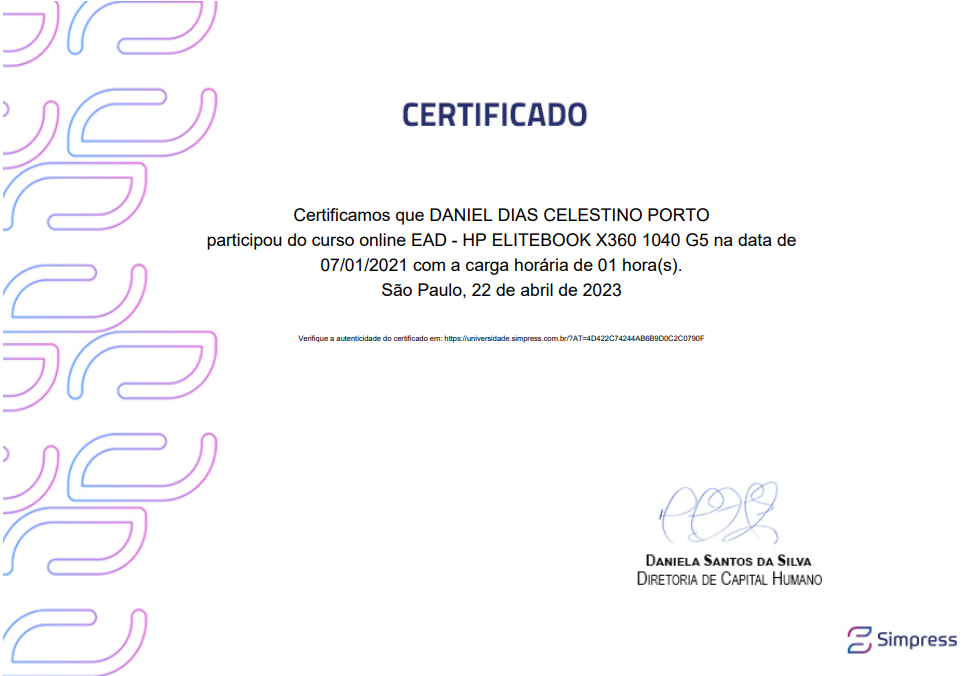 CERTIFICADO
Certificamos que DANIEL DIAS CELESTINO PORTO
participou do curso online EAD - HP ELITEBOOK X360 1040 G5 na data de
07/01/2021 com a carga horária de 01 hora(s).
São Paulo, 22 de abril de 2023
Verifique a autenticidade do certificado em: https://universidade.simpress.com.br/?AT=4D422C74244AB6B9D0C2C0790F
DANIELA SANTOS DA SILVA
DIRETORIA DE CAPITAL HUMANO
Simpress